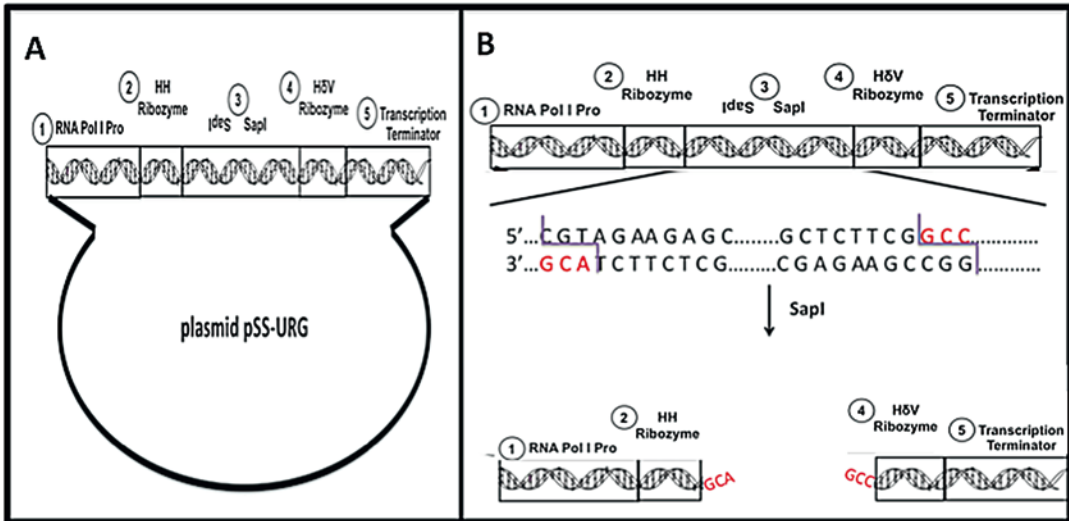 A
2 HH
Ribozyme
3
SapI SapI
4 HδV
Ribozyme
1 RNA Pol I Pro
5 Transcription
Terminator
plasmid pSS-URG
B
2 HH
Ribozyme
3
SapI SapI
4 HδV
Ribozyme
1 RNA Pol I Pro
5 Transcription
Terminator
5'...CGTAGAAGAGC........GCTCTTCGGCC.............
3'...GCATCTTCTCG.........CGAGAAGCCGG............
SapI
2 HH
Ribozyme
1 RNA Pol I Pro
GCA
4 HδV
Ribozyme
5 Transcription
Terminator
GCC